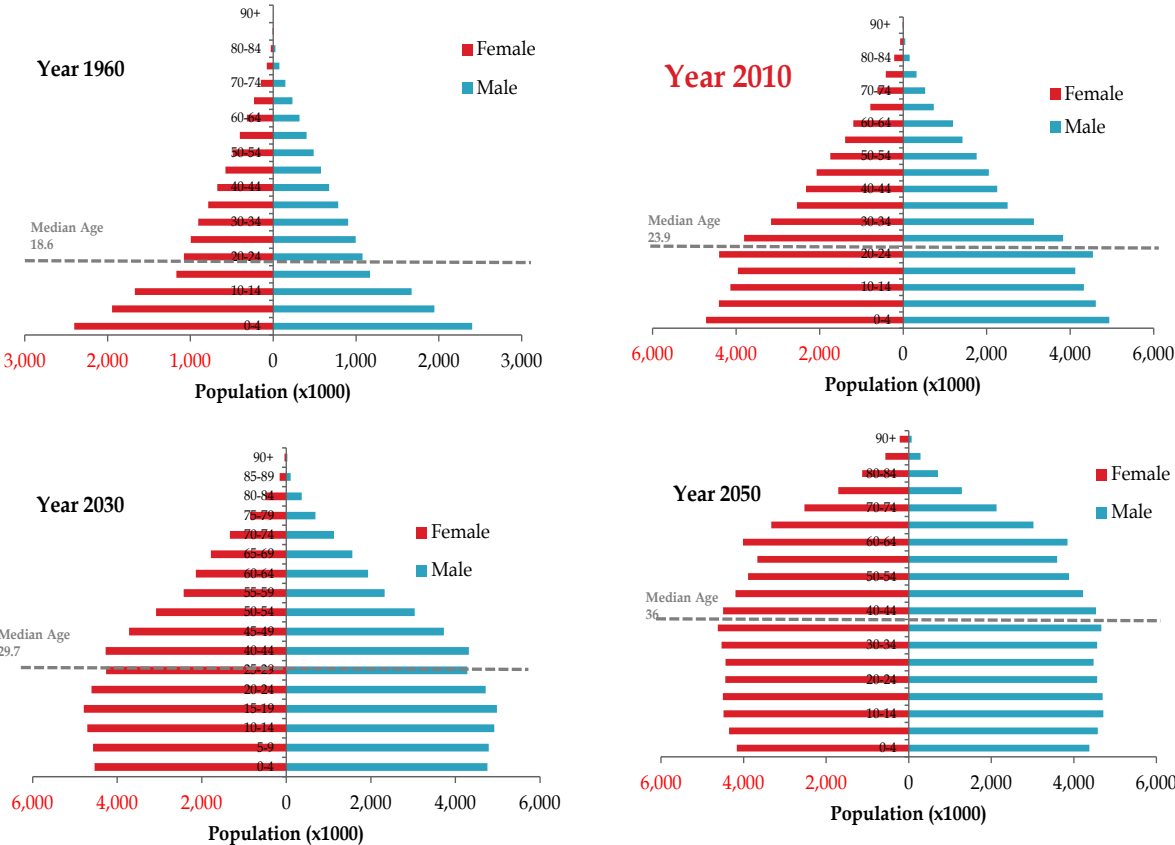 Year 1960
90+
80-84
70-74
60-64
50-54
40-44
30-34
20-24
10-14
0-4
Female
Male
Median Age
18.6
3,000 2,000 1,000 0 1,000 2,000 3,000
Population (x1000)
Year 2010
90+
80-84
70-74
60-64
50-54
40-44
30-34
20-24
10-14
0-4
Female
Male
Median Age
23.9
6,000 4,000 2,000 0 2,000 4,000 6,000
Population (x1000)
Year 2030
90+
85-89
80-84
75-79
70-74
65-69
60-64
55-59
50-54
45-49
40-44
25-29
20-24
15-19
10-14
5-9
0-4
Female
Male
Median Age
29.7
6,000 4,000 2,000 0 2,000 4,000 6,000
Population (x1000)
Year 2050
90+
80-84
70-74
60-64
50-54
40-44
30-34
20-24
10-14
0-4
Female
Male
Median Age
36
6,000 4,000 2,000 0 2,000 4,000 6,000
Population (x1000)